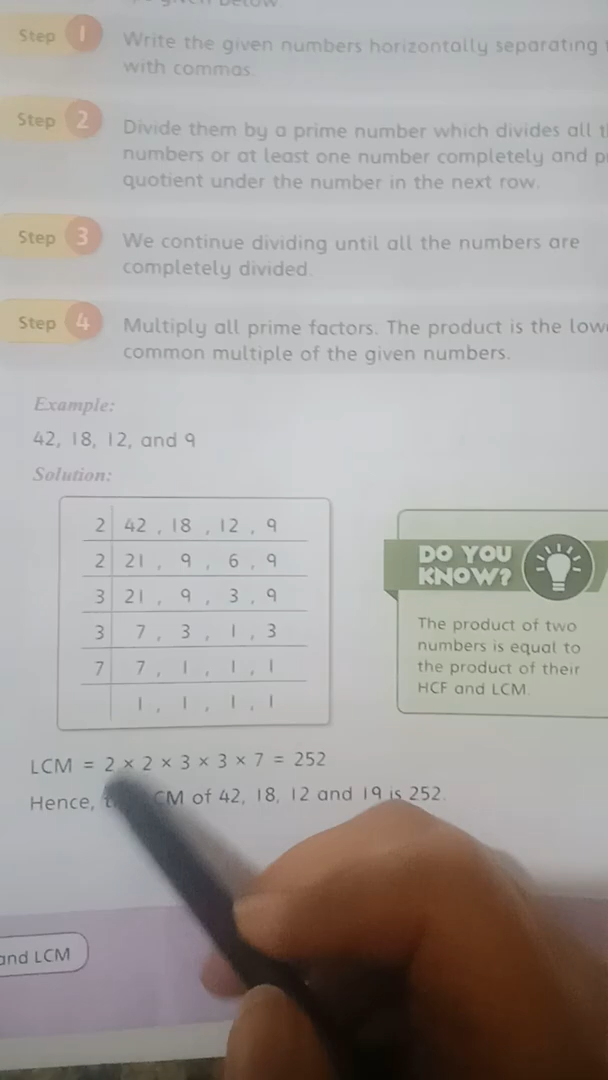 Step 1 Write the given numbers horizontally separating
with commas.
Step 2 Divide them by a prime number which divides all
numbers or at least one number completely and
quotient under the number in the next row.
Step 3 We continue dividing until all the numbers are
completely divided.
Step 4 Multiply all prime factors. The product is the
common multiple of the given numbers.
Example:
42, 18, 12, and 9
Solution:
2 42 , 18 , 12 , 9
2 21 , 9 , 6 , 9
3 21 , 9 , 3 , 9
3 7 , 3 , 1 , 3
7 7 , 1 , 1 , 1
1 , 1 , 1 , 1
DO YOU
KNOW?
The product of two
numbers is equal to
the product of their
HCF and LCM.
LCM = 2 × 2 × 3 × 3 × 7 = 252
Hence, CM of 42, 18, 12 and 19 is 252.
and LCM